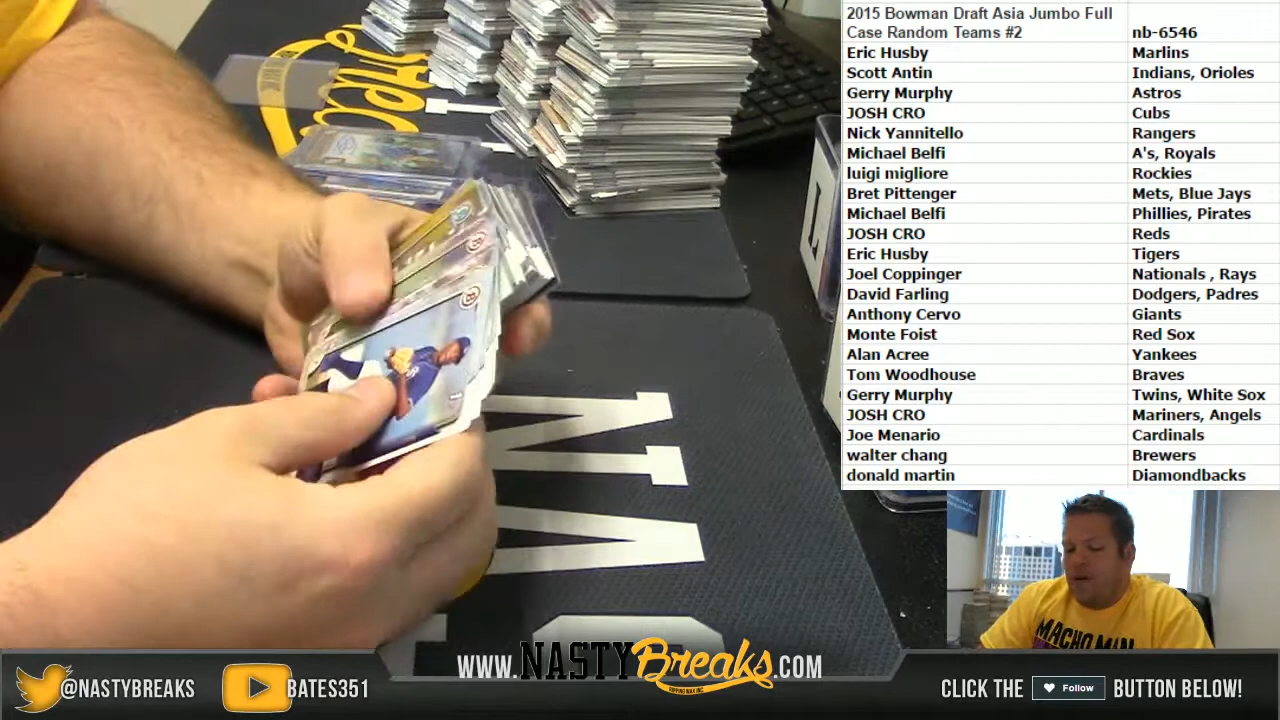 2015 Bowman Draft Asia Jumbo Full
Case Random Teams #2 nb-6546
Eric Husby Marlins
Scott Antin Indians, Orioles
Gerry Murphy Astros
JOSH CRO Cubs
Nick Yannitello Rangers
Michael Belfi A's, Royals
luigi migliore Rockies
Bret Pittenger Mets, Blue Jays
Michael Belfi Phillies, Pirates
JOSH CRO Reds
Eric Husby Tigers
Joel Coppinger Nationals , Rays
David Farling Dodgers, Padres
Anthony Cervo Giants
Monte Foist Red Sox
Alan Acree Yankees
Tom Woodhouse Braves
Gerry Murphy Twins, White Sox
JOSH CRO Mariners, Angels
Joe Menario Cardinals
walter chang Brewers
donald martin Diamondbacks
MACHO MAN
WWW.NASTYBreaks.COM
@NASTYBREAKS
BATES351
CLICK THE Follow BUTTON BELOW!